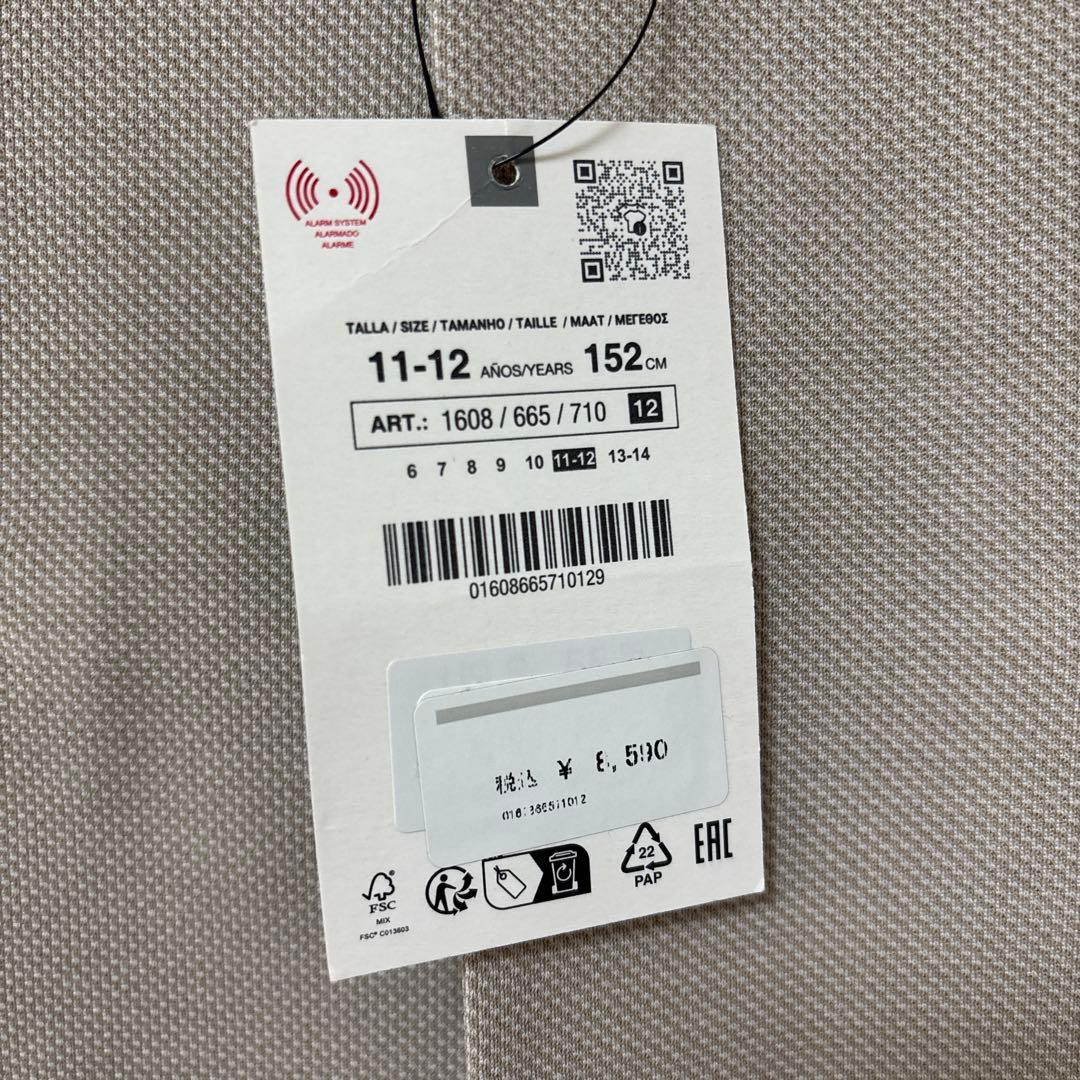 ALARM SYSTEM
ALARMADO
ALARME
TALLA / SIZE / TAMANHO / TAILLE / MAAT / ΜΕΓΕΘΟΣ
11-12 AÑOS/YEARS 152 CM
ART.: 1608 / 665 / 710 12
6 7 8 9 10 11-12 13-14
01608665710129
税込 ¥ 8,590
FSC
MIX
FSC® C013603
22
PAP
EAC